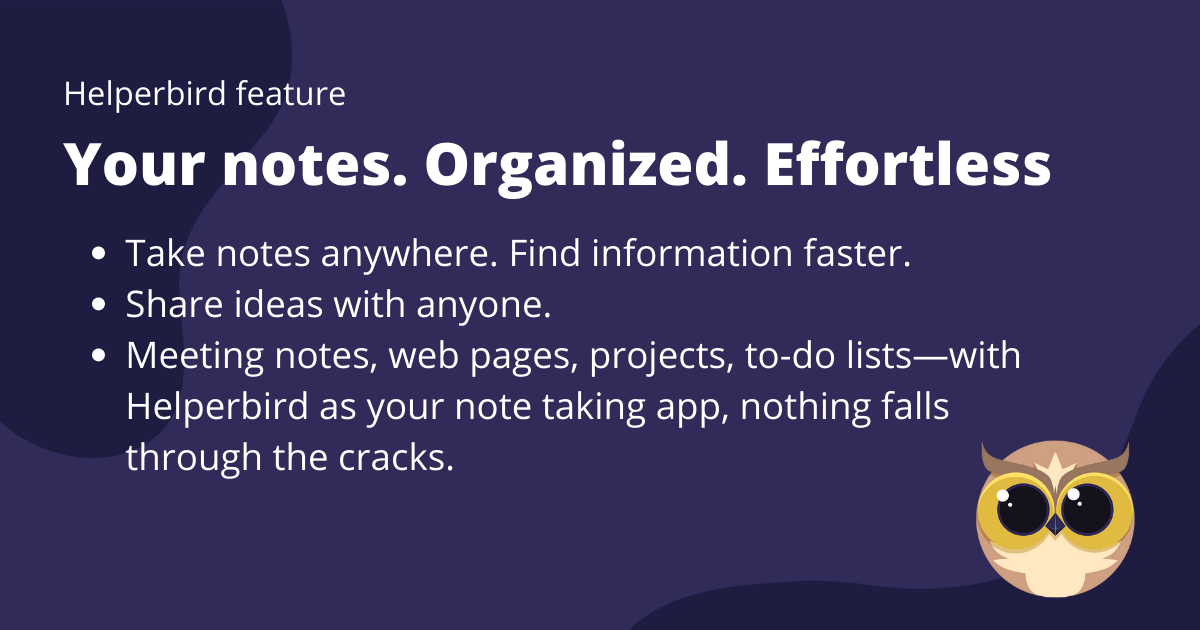 Helperbird feature
Your notes. Organized. Effortless
• Take notes anywhere. Find information faster.
• Share ideas with anyone.
• Meeting notes, web pages, projects, to-do lists—with
Helperbird as your note taking app, nothing falls
through the cracks.